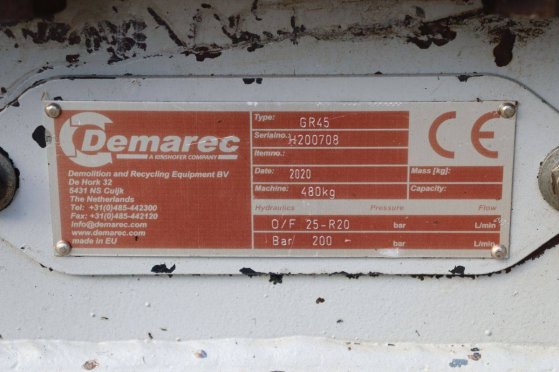 Demarec
A KINSHOFER COMPANY
Demolition and Recycling Equipment BV
De Hork 32
5431 NS Cuijk
The Netherlands
Tel: +31(0)485-442300
Fax: +31(0)485-442120
info@demarec.com
www.demarec.com
made in EU
Type: GR45
Serialno.: H200708
Itemno.:
Date: 2020 Mass [kg]:
Machine: 480kg Capacity:
Hydraulics Pressure Flow
O/F 25-R20 bar L/min
Bar/ 200 bar L/min
CE